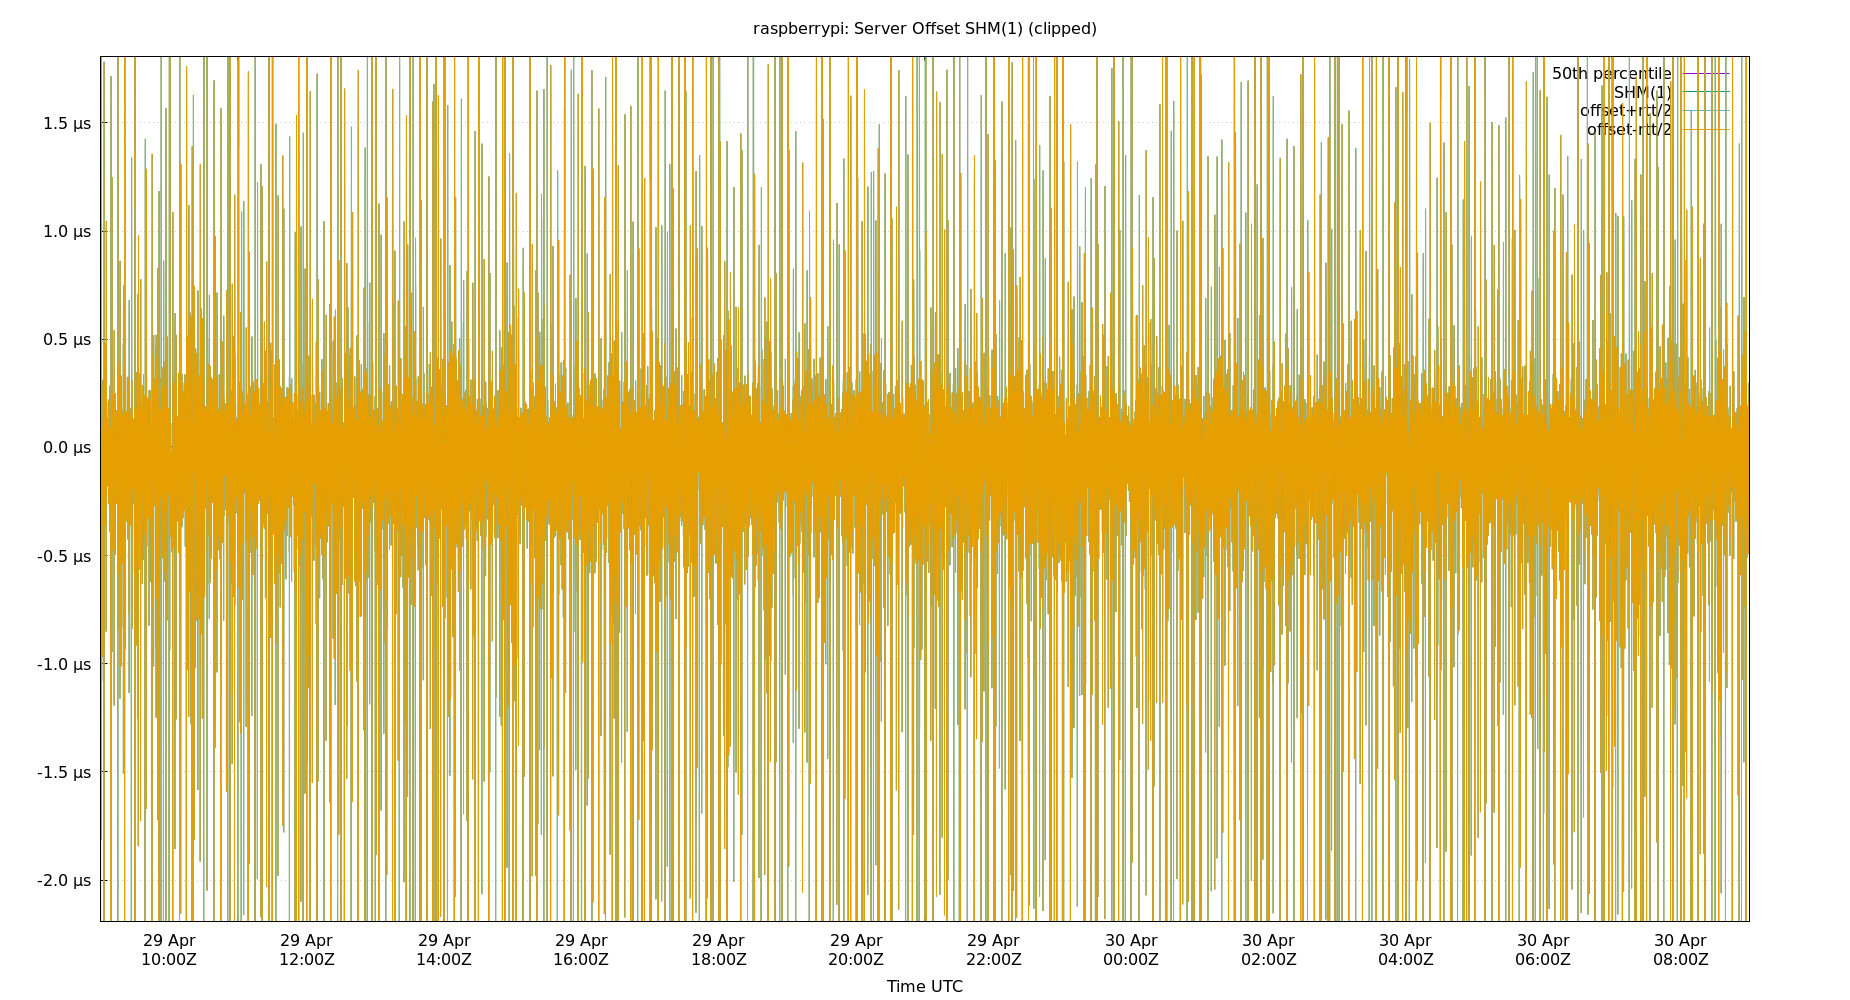 raspberrypi: Server Offset SHM(1) (clipped)
50th percentile
SHM(1)
offset+rtt/2
offset-rtt/2
1.5 µs
1.0 µs
0.5 µs
0.0 µs
-0.5 µs
-1.0 µs
-1.5 µs
-2.0 µs
29 Apr 29 Apr 29 Apr 29 Apr 29 Apr 29 Apr 29 Apr 30 Apr 30 Apr 30 Apr 30 Apr 30 Apr
10:00Z 12:00Z 14:00Z 16:00Z 18:00Z 20:00Z 22:00Z 00:00Z 02:00Z 04:00Z 06:00Z 08:00Z
Time UTC